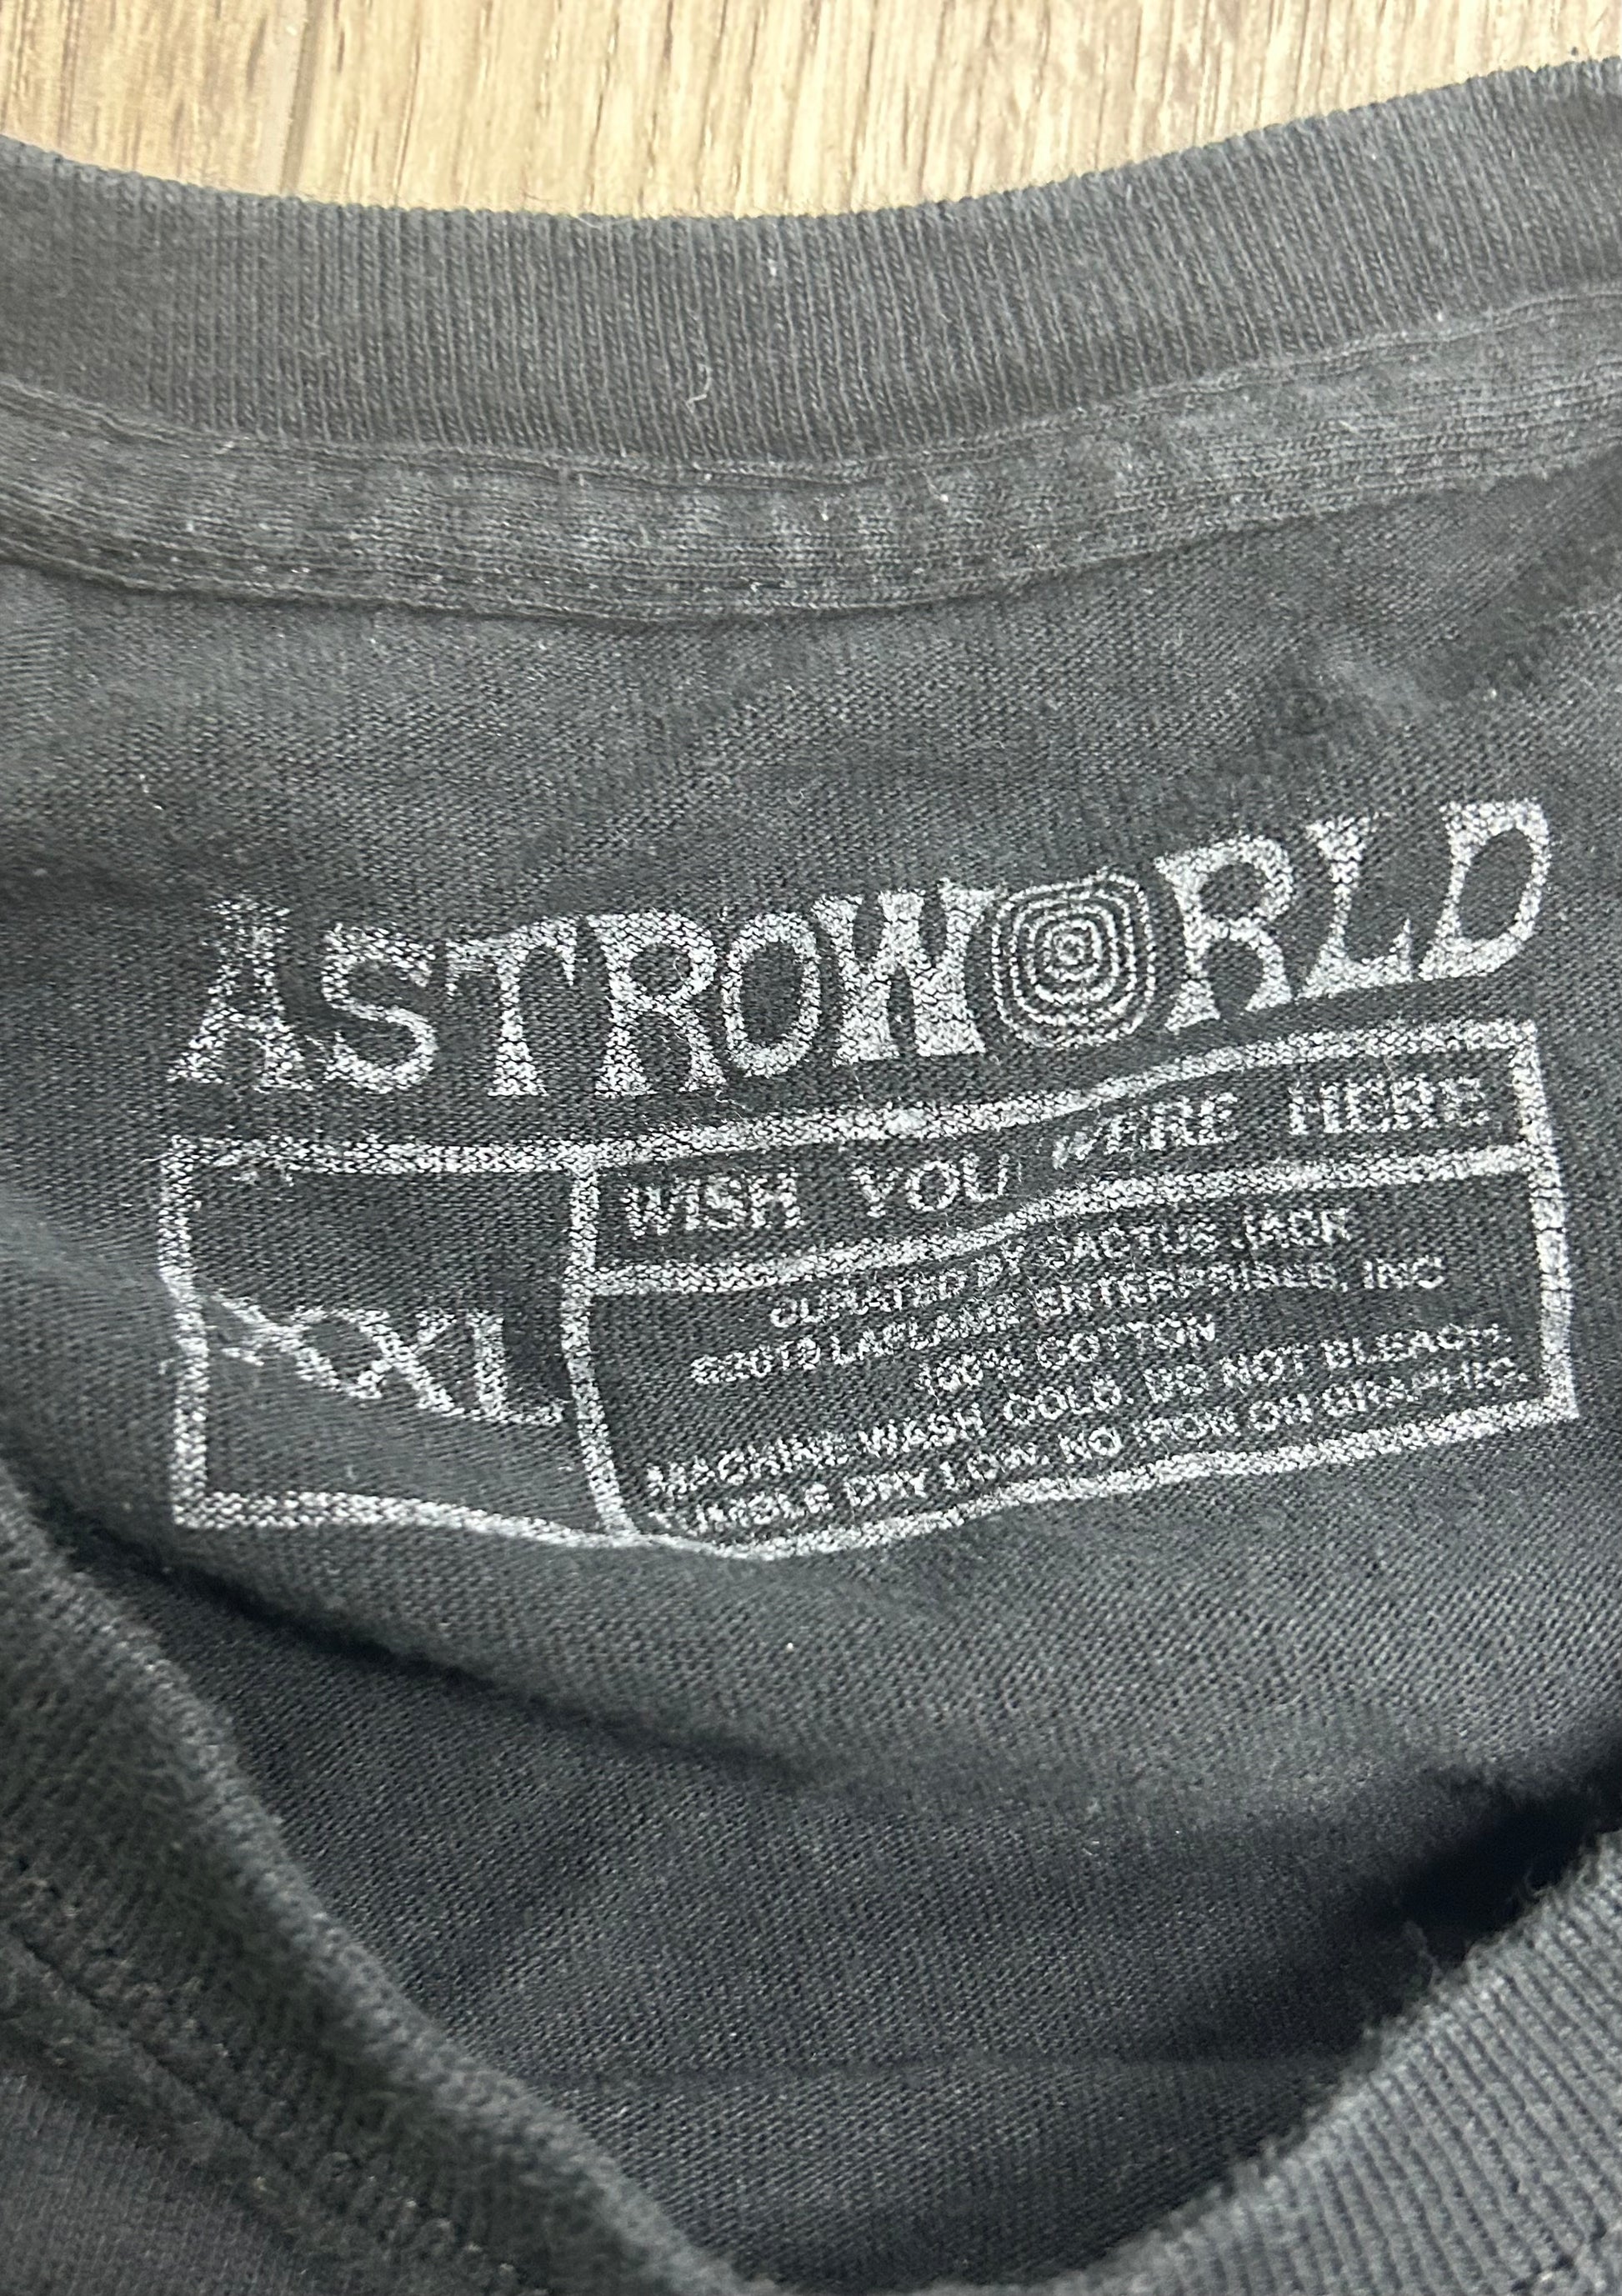 ASTROWORLD
WISH YOU WERE HERE
XXL
CURATED BY CACTUS JACK
©2018 LAFLAME ENTERPRISES, INC
100% COTTON
MACHINE WASH COLD. DO NOT BLEACH.
TUMBLE DRY LOW. NO IRON ON GRAPHIC.